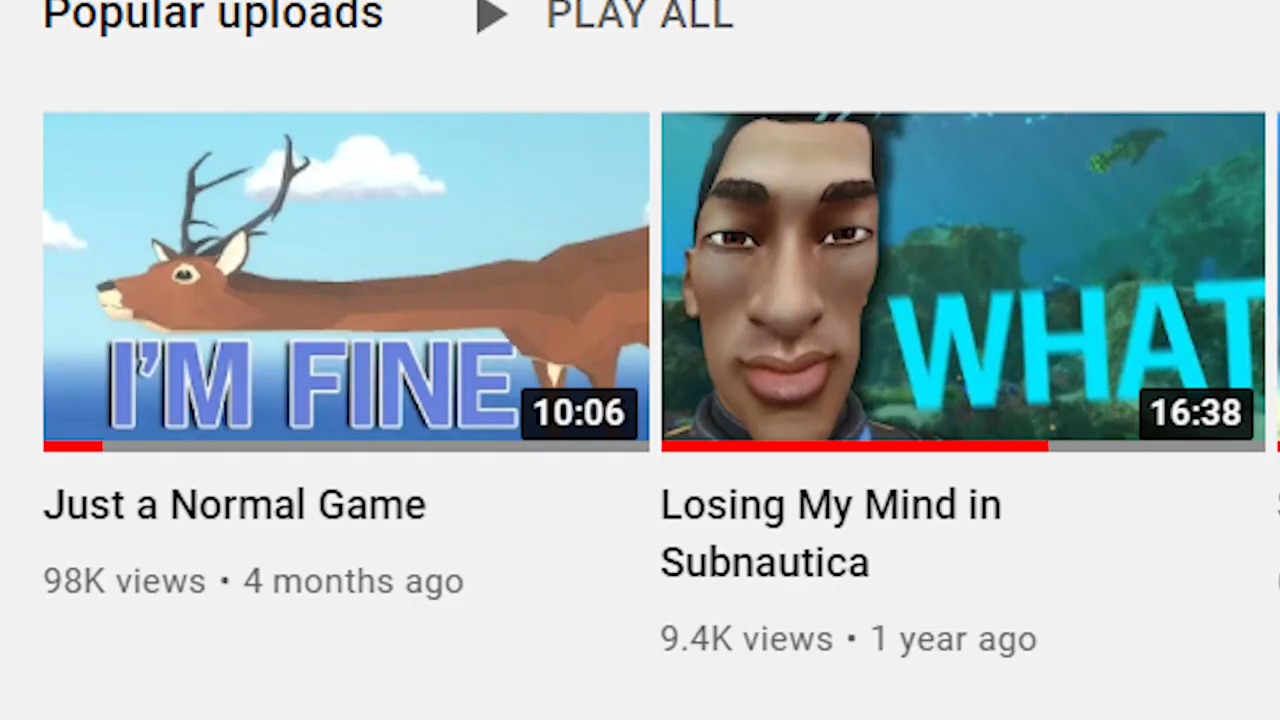 Popular uploads
PLAY ALL
I'M FINE
10:06
WHAT
16:38
Just a Normal Game
Losing My Mind in
Subnautica
98K views • 4 months ago
9.4K views • 1 year ago